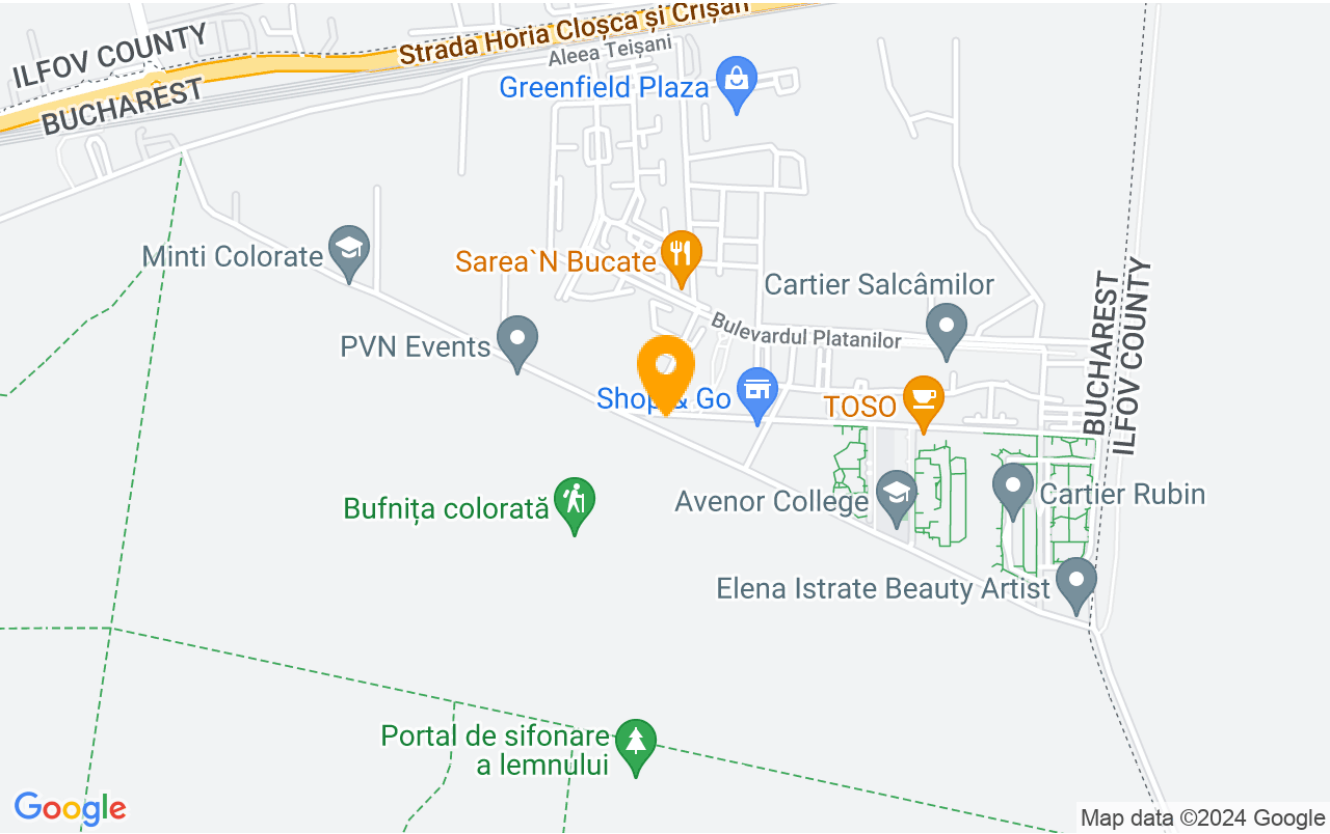 Strada Horia Cloșca și Crișan
ILFOV COUNTY
Aleea Teișani
BUCHAREST
Greenfield Plaza
Minti Colorate
Sarea`N Bucate
Cartier Salcâmilor
BUCHAREST
ILFOV COUNTY
Bulevardul Platanilor
PVN Events
Shop & Go
TOSO
Avenor College
Cartier Rubin
Bufnița colorată
Elena Istrate Beauty Artist
Portal de sifonare
a lemnului
Google
Map data ©2024 Google